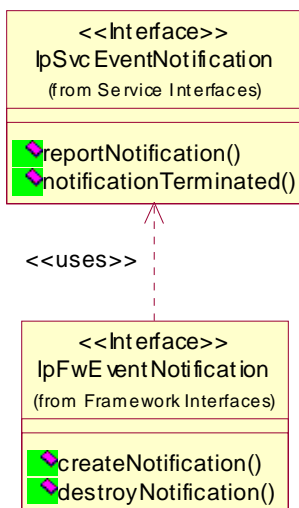 <<Interface>>
IpSvcEventNotification
(from Service Interfaces)
reportNotification()
notificationTerminated()
<<uses>>
<<Interface>>
IpFwEventNotification
(from Framework Interfaces)
createNotification()
destroyNotification()